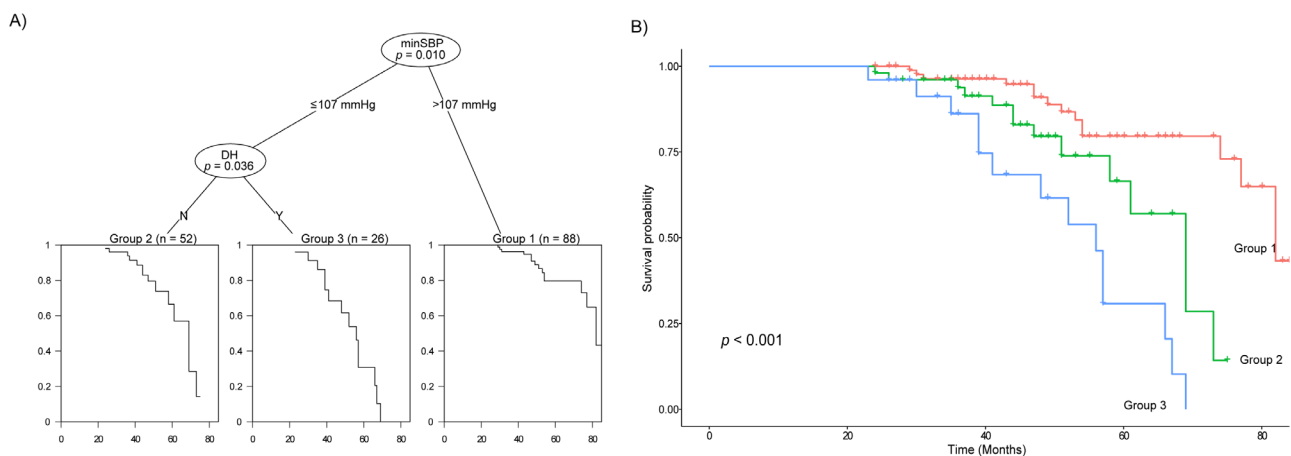 A)
minSBP
p = 0.010
≤107 mmHg
>107 mmHg
DH
p = 0.036
N
Y
Group 2 (n = 52)
Group 3 (n = 26)
Group 1 (n = 88)
1
0.8
0.6
0.4
0.2
0
0 20 40 60 80
1
0.8
0.6
0.4
0.2
0
0 20 40 60 80
1
0.8
0.6
0.4
0.2
0
0 20 40 60 80
B)
Survival probability
1.00
0.75
0.50
0.25
0.00
Group 1
Group 2
Group 3
p < 0.001
0 20 40 60 80
Time (Months)